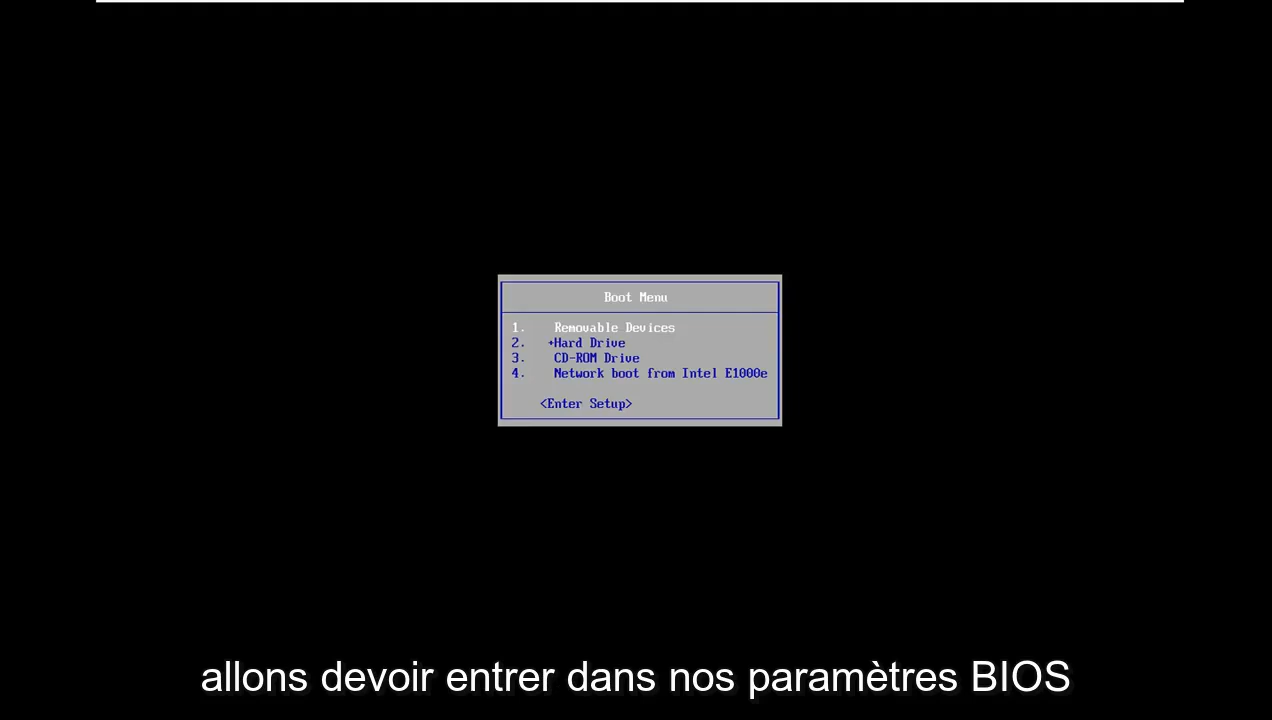 Boot Menu
1. Removable Devices
2. +Hard Drive
3. CD-ROM Drive
4. Network boot from Intel E1000e
<Enter Setup>
allons devoir entrer dans nos paramètres BIOS